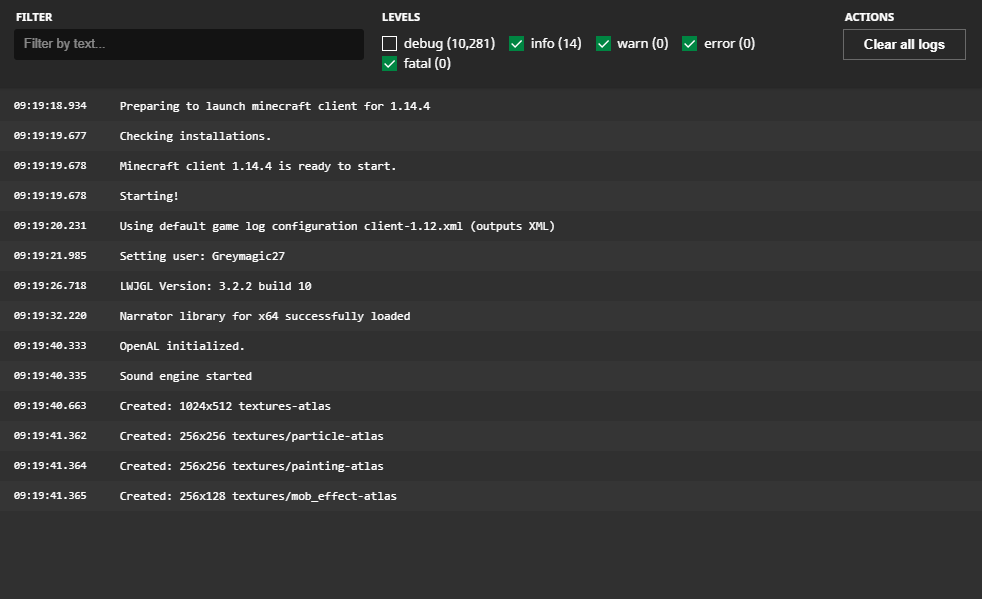 FILTER
LEVELS
ACTIONS
Filter by text...
debug (10,281) info (14) warn (0) error (0)
fatal (0)
Clear all logs
09:19:18.934 Preparing to launch minecraft client for 1.14.4
09:19:19.677 Checking installations.
09:19:19.678 Minecraft client 1.14.4 is ready to start.
09:19:19.678 Starting!
09:19:20.231 Using default game log configuration client-1.12.xml (outputs XML)
09:19:21.985 Setting user: Greymagic27
09:19:26.718 LWJGL Version: 3.2.2 build 10
09:19:32.220 Narrator library for x64 successfully loaded
09:19:40.333 OpenAL initialized.
09:19:40.335 Sound engine started
09:19:40.663 Created: 1024x512 textures-atlas
09:19:41.362 Created: 256x256 textures/particle-atlas
09:19:41.364 Created: 256x256 textures/painting-atlas
09:19:41.365 Created: 256x128 textures/mob_effect-atlas